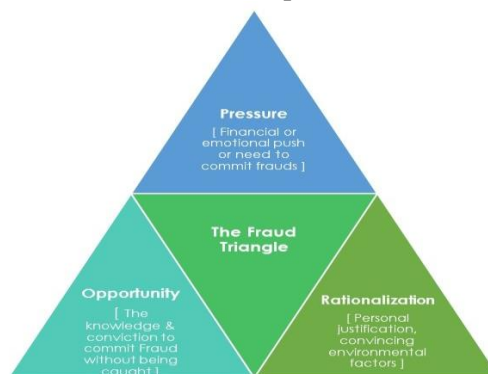 Pressure
[ Financial or
emotional push
or need to
commit frauds ]
The Fraud
Triangle
Opportunity
[ The
knowledge &
conviction to
commit Fraud
without being
caught ]
Rationalization
[ Personal
justification,
convincing
environmental
factors ]